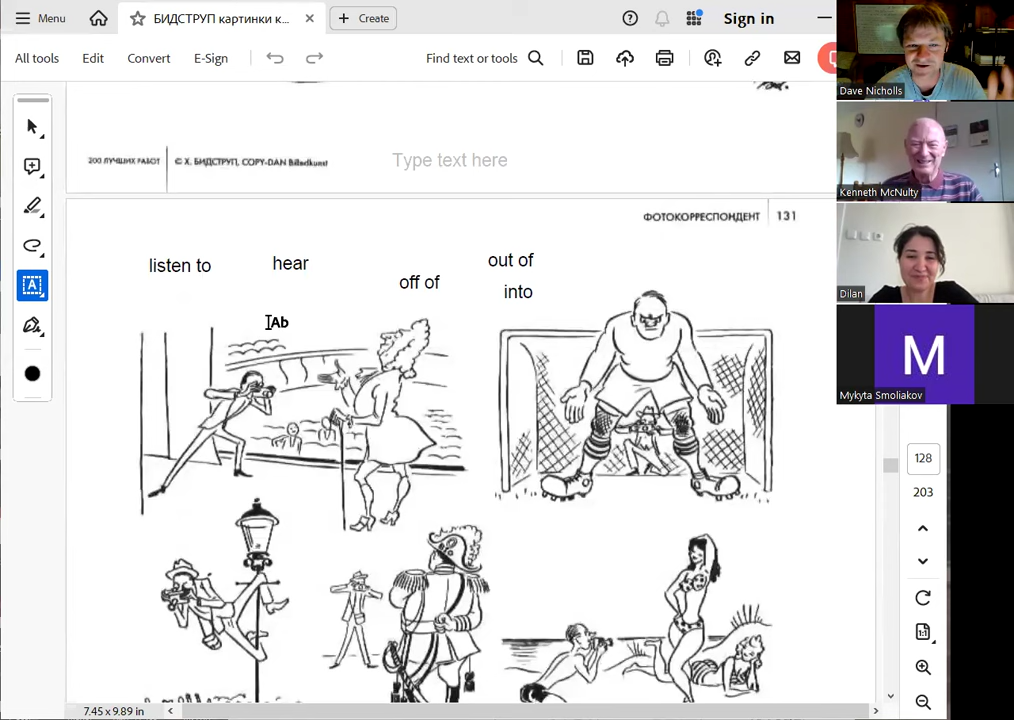 Menu
БИДСТРУП картинки к...
Create
Sign in
All tools
Edit
Convert
E-Sign
Find text or tools
200 ЛУЧШИХ РАБОТ
© Х. БИДСТРУП, COPY-DAN Billedkunst
Type text here
ФОТОКОРРЕСПОНДЕНТ 131
listen to
hear
off of
out of
into
Ab
A
128
203
1:1
7.45 x 9.89 in
Dave Nicholls
Kenneth McNulty
Dilan
M
Mykyta Smoliakov